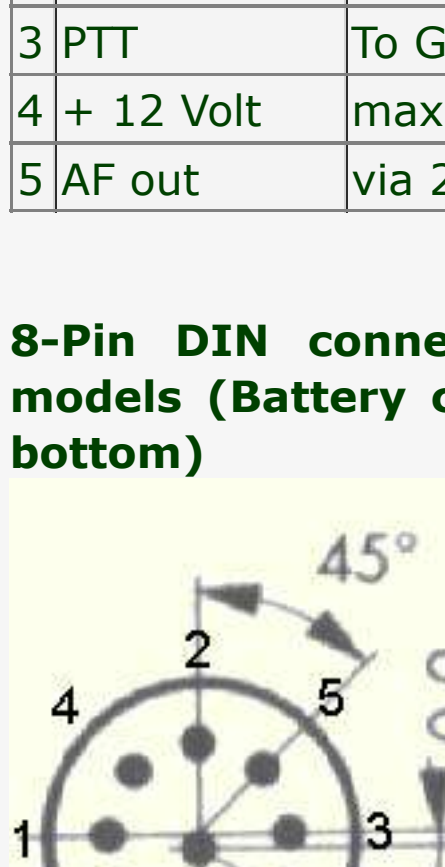 3 PTT To G
4 + 12 Volt max
5 AF out via 2
8-Pin DIN conne
models (Battery
bottom)
45°
2
4 5
1 3